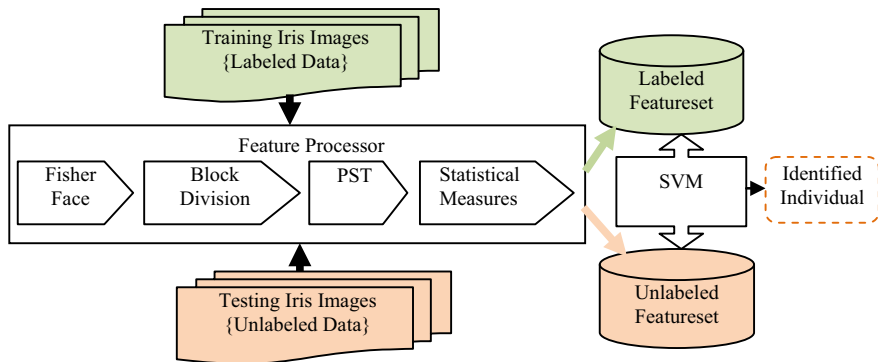 Training Iris Images
{Labeled Data}
Feature Processor
Fisher
Face
Block
Division
PST
Statistical
Measures
Testing Iris Images
{Unlabeled Data}
Labeled
Featureset
SVM
Identified
Individual
Unlabeled
Featureset